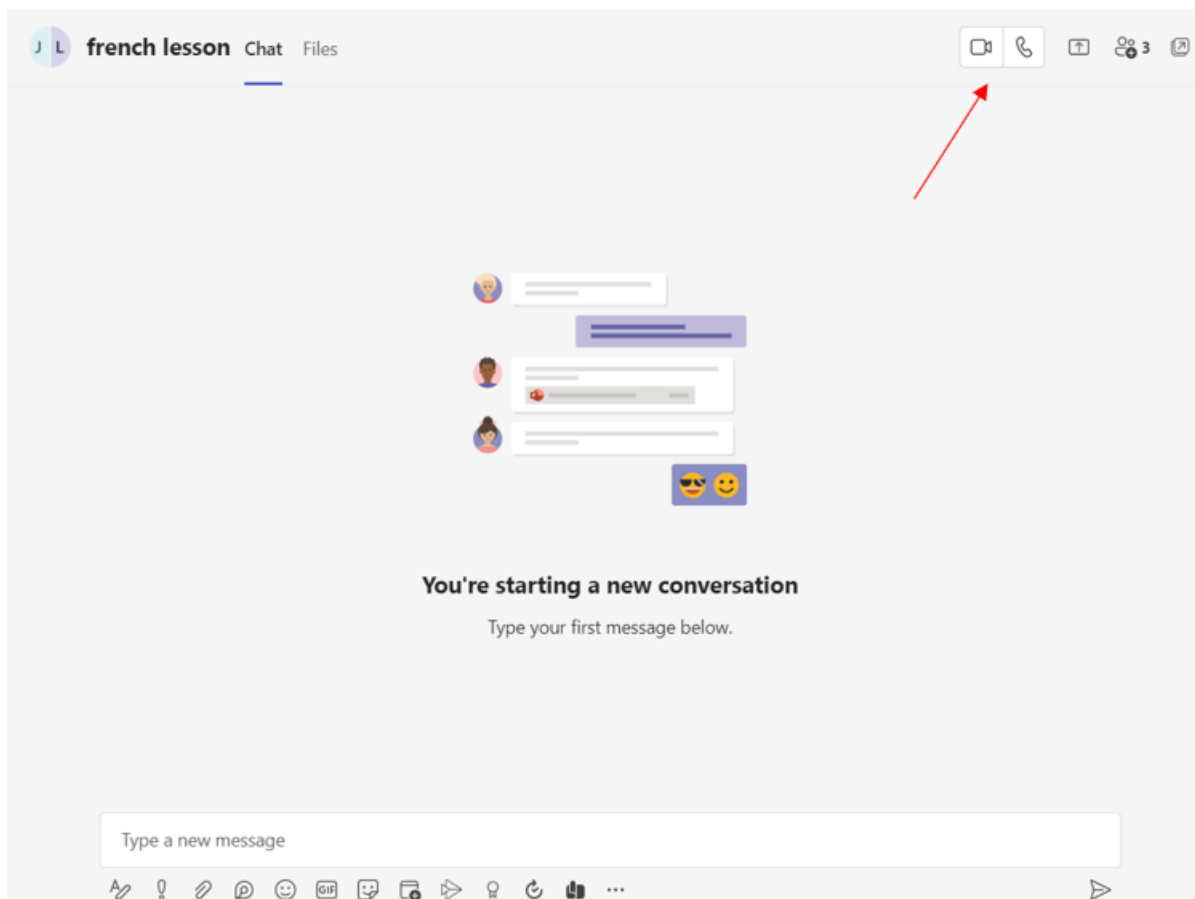 J L french lesson Chat Files 3
You're starting a new conversation
Type your first message below.
Type a new message
GIF